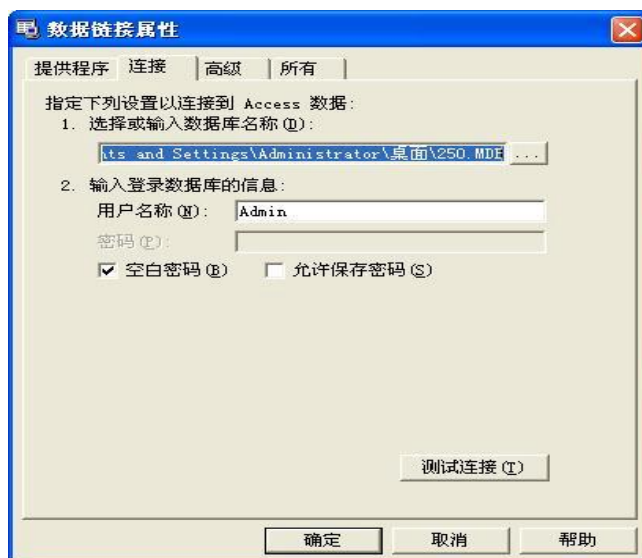 数据链接属性
提供程序 连接 高级 所有
指定下列设置以连接到 Access 数据:
1. 选择或输入数据库名称(D):
nts and Settings\Administrator\桌面\250.MDB ...
2. 输入登录数据库的信息:
用户名称(N): Admin
密码(P):
空白密码(B) 允许保存密码(S)
测试连接(T)
确定 取消 帮助